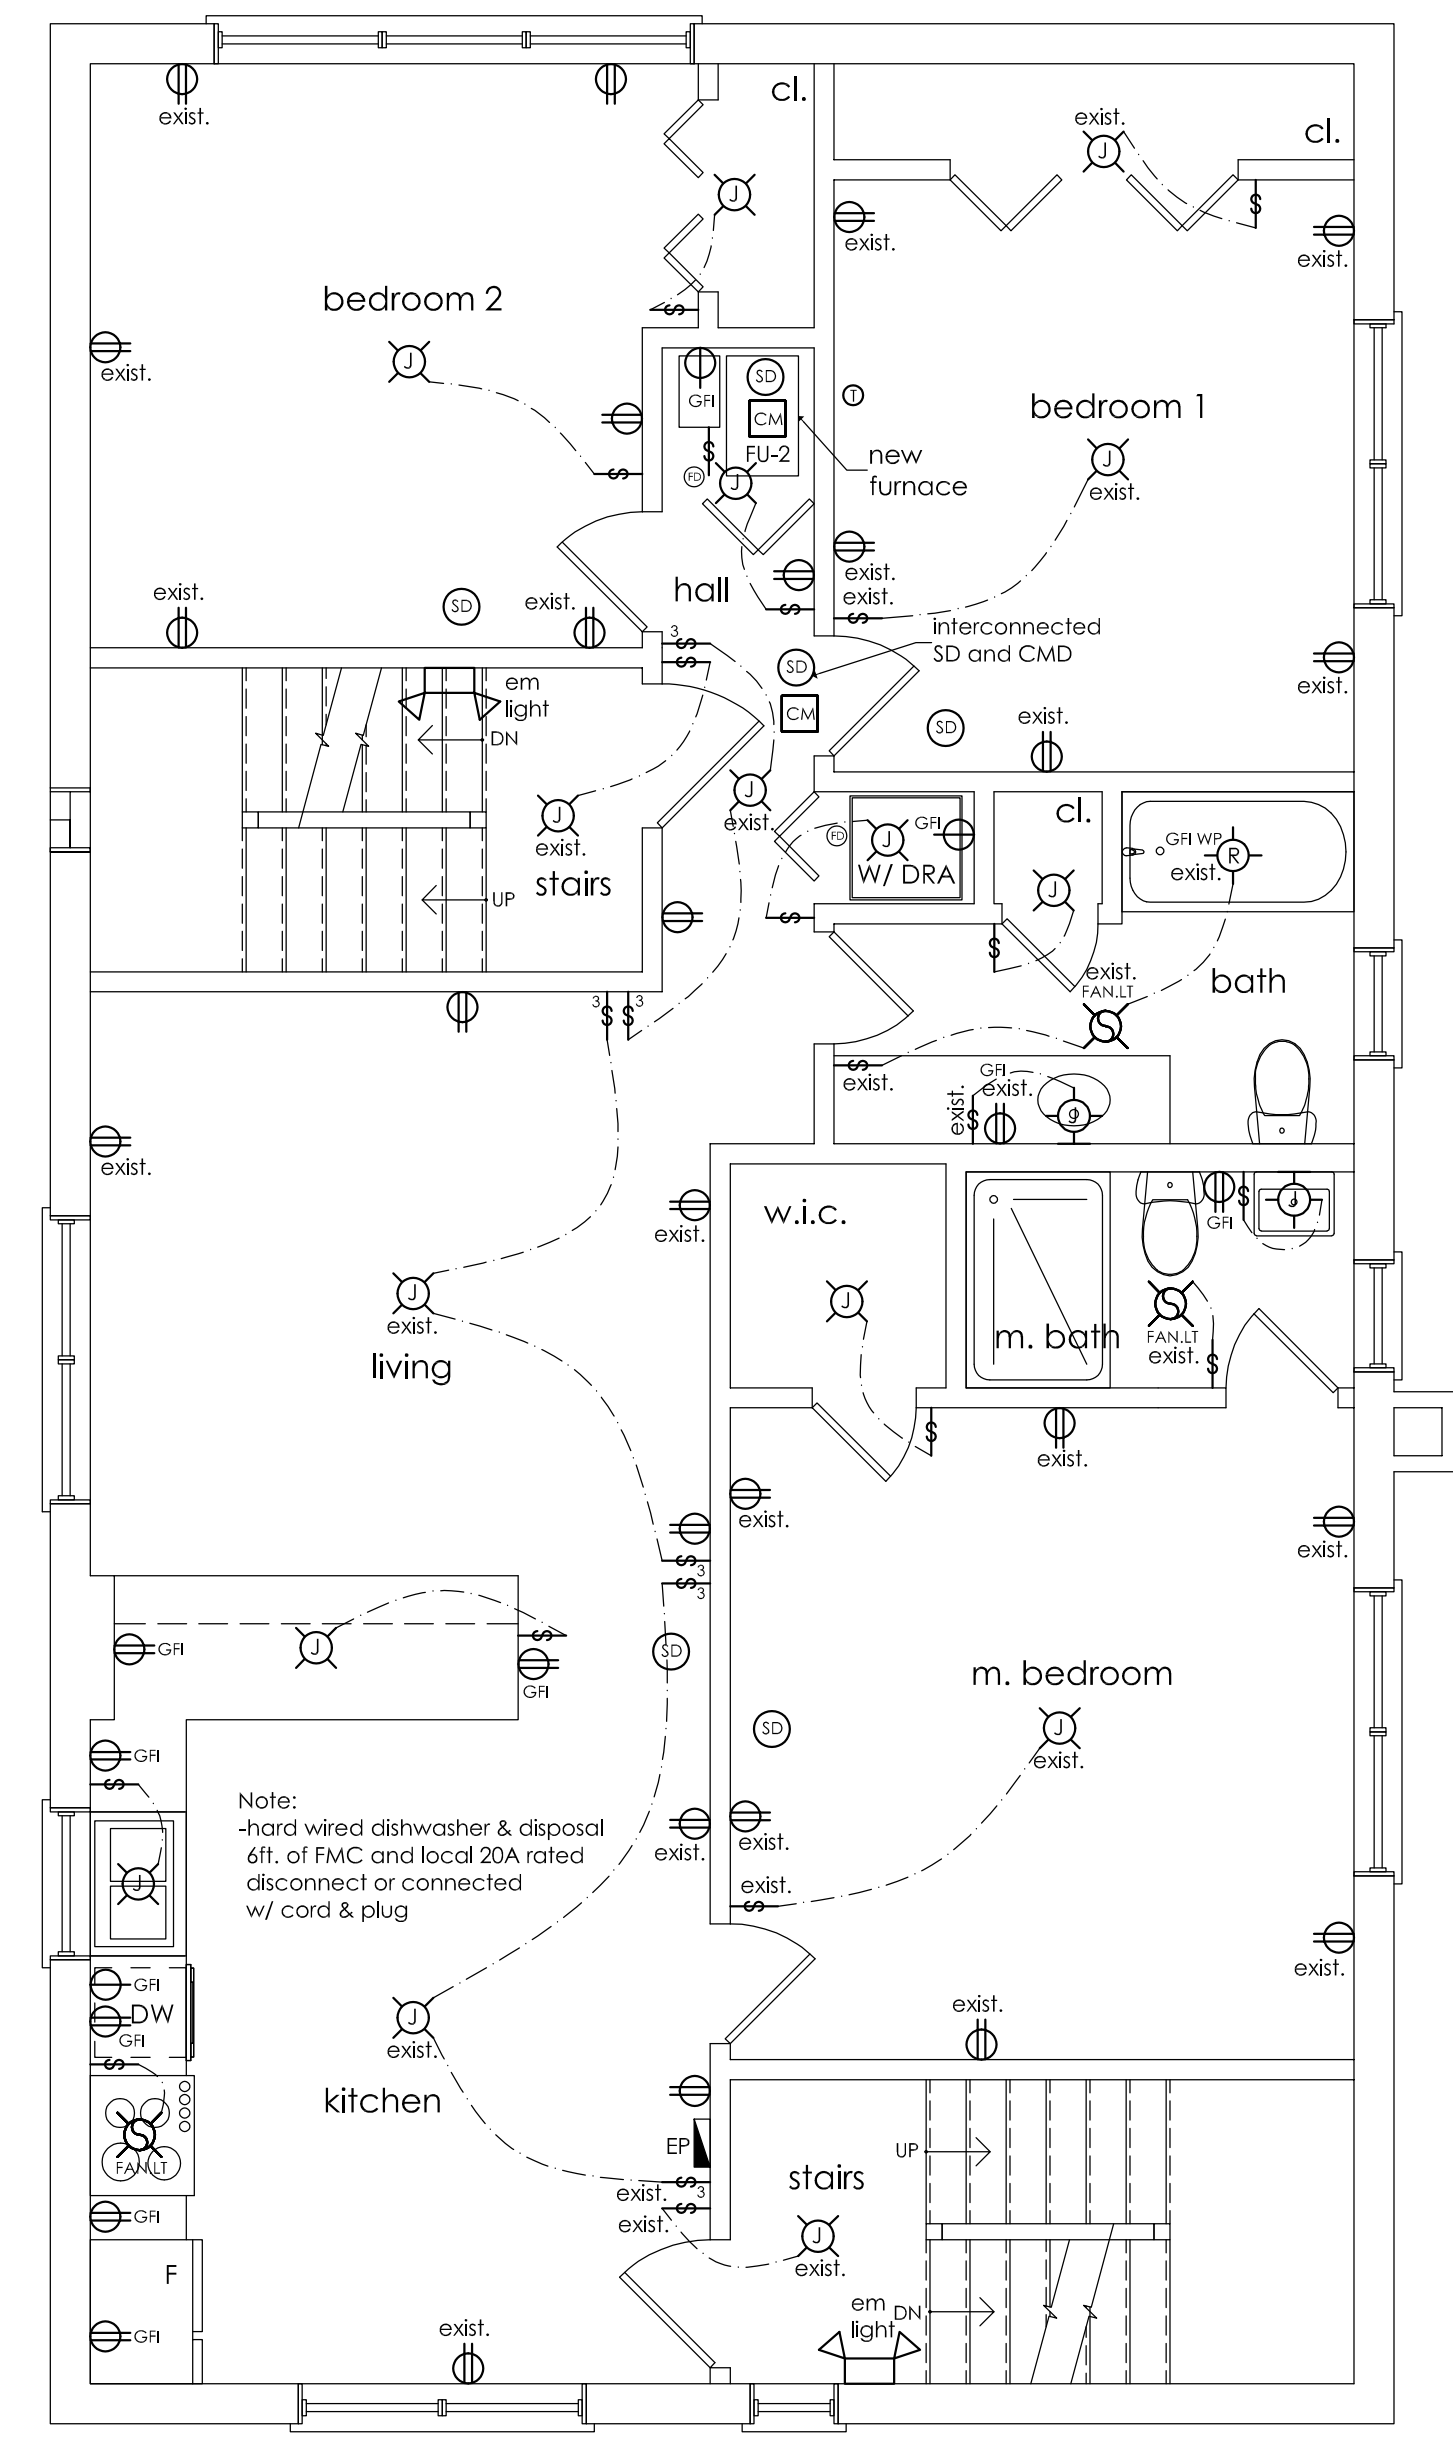 cl.
exist.
cl.
exist.
J
S
J
exist.
exist.
bedroom 2
S
J
exist.
SD
GFI
CM
T
bedroom 1
S
FU-2
new
furnace
J
exist.
S
FD
J
hall
exist.
exist.
S
exist.
SD
exist.
S
3
S
S
interconnected
SD and CMD
SD
exist.
CM
SD
exist.
em
light
DN
J
exist.
J
exist.
stairs
UP
FD
J
GFI
W/ DRA
cl.
J
GFI WP
exist.
R
S
S
exist.
FAN.LT
bath
3
S
S
3
S
exist.
GFI
exist.
exist.
S
J
exist.
exist.
w.i.c.
GFI
S
J
J
exist.
J
living
m. bath
FAN.LT
exist.
S
S
exist.
exist.
exist.
S
3
S
3
J
S
GFI
GFI
SD
m. bedroom
SD
J
exist.
GFI
S
Note:
-hard wired dishwasher & disposal
6ft. of FMC and local 20A rated
disconnect or connected
w/ cord & plug
exist.
exist.
J
exist.
S
exist.
GFI
DW
GFI
S
J
exist.
exist.
kitchen
FAN.LT
EP
UP
stairs
exist.
S
3
exist.
S
GFI
J
exist.
F
em
light
DN
GFI
exist.